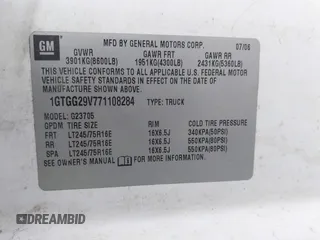 GM
MFD BY GENERAL MOTORS CORP. 07/06
GVWR GAWR FRT GAWR RR
3901KG(8600LB) 1951KG(4300LB) 2431KG(5360LB)
THIS VEHICLE CONFORMS TO ALL APPLICABLE U.S. FEDERAL MOTOR VEHICLE SAFETY STANDARDS IN EFFECT ON THE DATE OF MANUFACTURE SHOWN ABOVE.
1GTGG29V771108284 TYPE: TRUCK
G23705
GPDM TIRE SIZE RIM COLD TIRE PRESSURE
FRT LT245/75R16E 16X6.5J 340KPA(50PSI)
RR LT245/75R16E 16X6.5J 550KPA(80PSI)
SPA LT245/75R16E 16X6.5J 550KPA(80PSI)
SEE OWNER'S MANUAL FOR ADDITIONAL INFORMATION.
DREAMBID